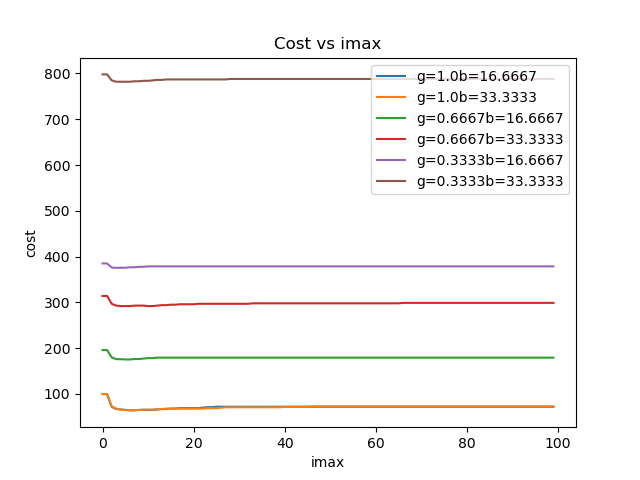 Cost vs imax
800
700
600
500
400
300
200
100
cost
g=1.0b=16.6667
g=1.0b=33.3333
g=0.6667b=16.6667
g=0.6667b=33.3333
g=0.3333b=16.6667
g=0.3333b=33.3333
0
20
40
60
80
100
imax